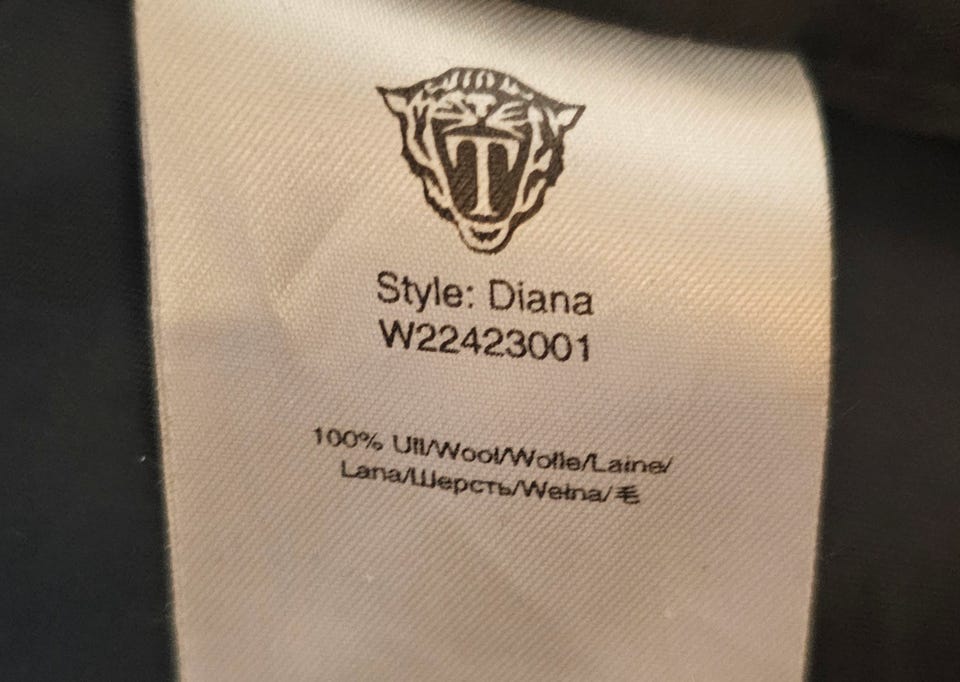 T
Style: Diana
W22423001
100% Ull/Wool/Wolle/Laine/
Lana/Шерсть/Wełna/毛